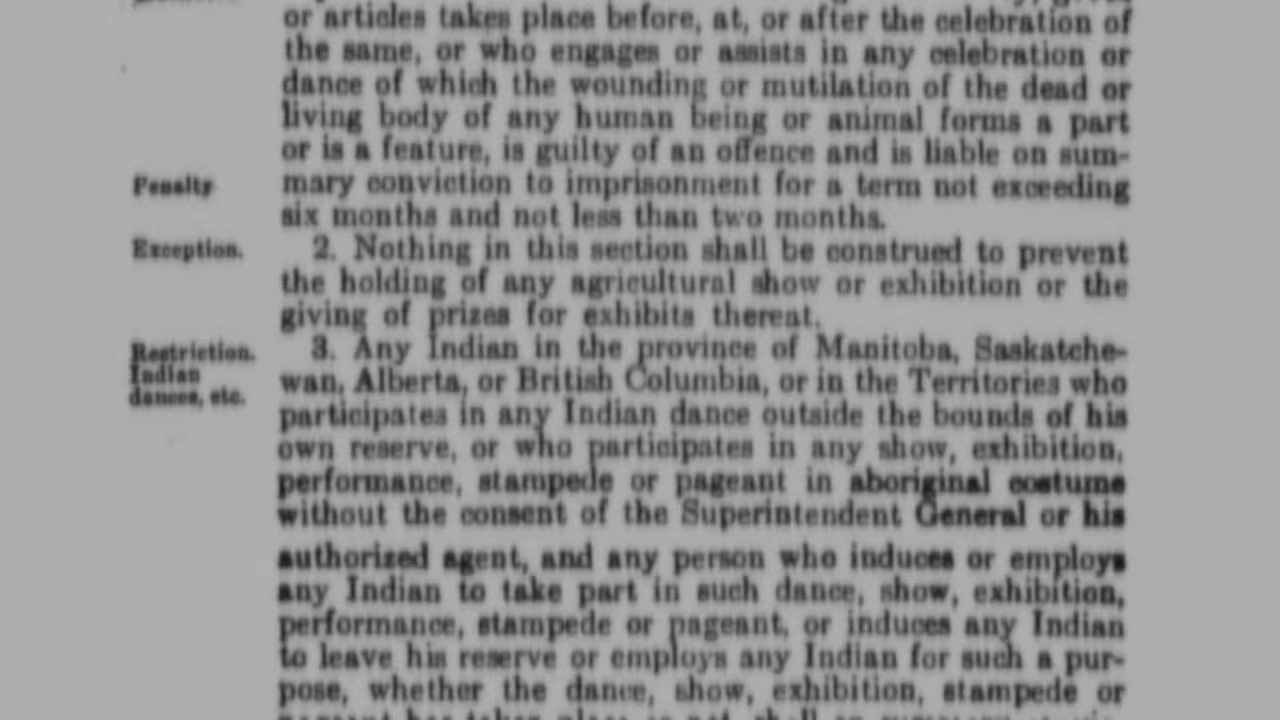 or articles takes place before, at, or after the celebration of
the same, or who engages or assists in any celebration or
dance of which the wounding or mutilation of the dead or
living body of any human being or animal forms a part
or is a feature, is guilty of an offence and is liable on sum-
Penalty mary conviction to imprisonment for a term not exceeding
six months and not less than two months.
Exception. 2. Nothing in this section shall be construed to prevent
the holding of any agricultural show or exhibition or the
giving of prizes for exhibits thereat.
Restriction. 3. Any Indian in the province of Manitoba, Saskatche-
Indian wan, Alberta, or British Columbia, or in the Territories who
dances, etc. participates in any Indian dance outside the bounds of his
own reserve, or who participates in any show, exhibition,
performance, stampede or pageant in aboriginal costume
without the consent of the Superintendent General or his
authorized agent, and any person who induces or employs
any Indian to take part in such dance, show, exhibition,
performance, stampede or pageant, or induces any Indian
to leave his reserve or employs any Indian for such a pur-
pose, whether the dance, show, exhibition, stampede or